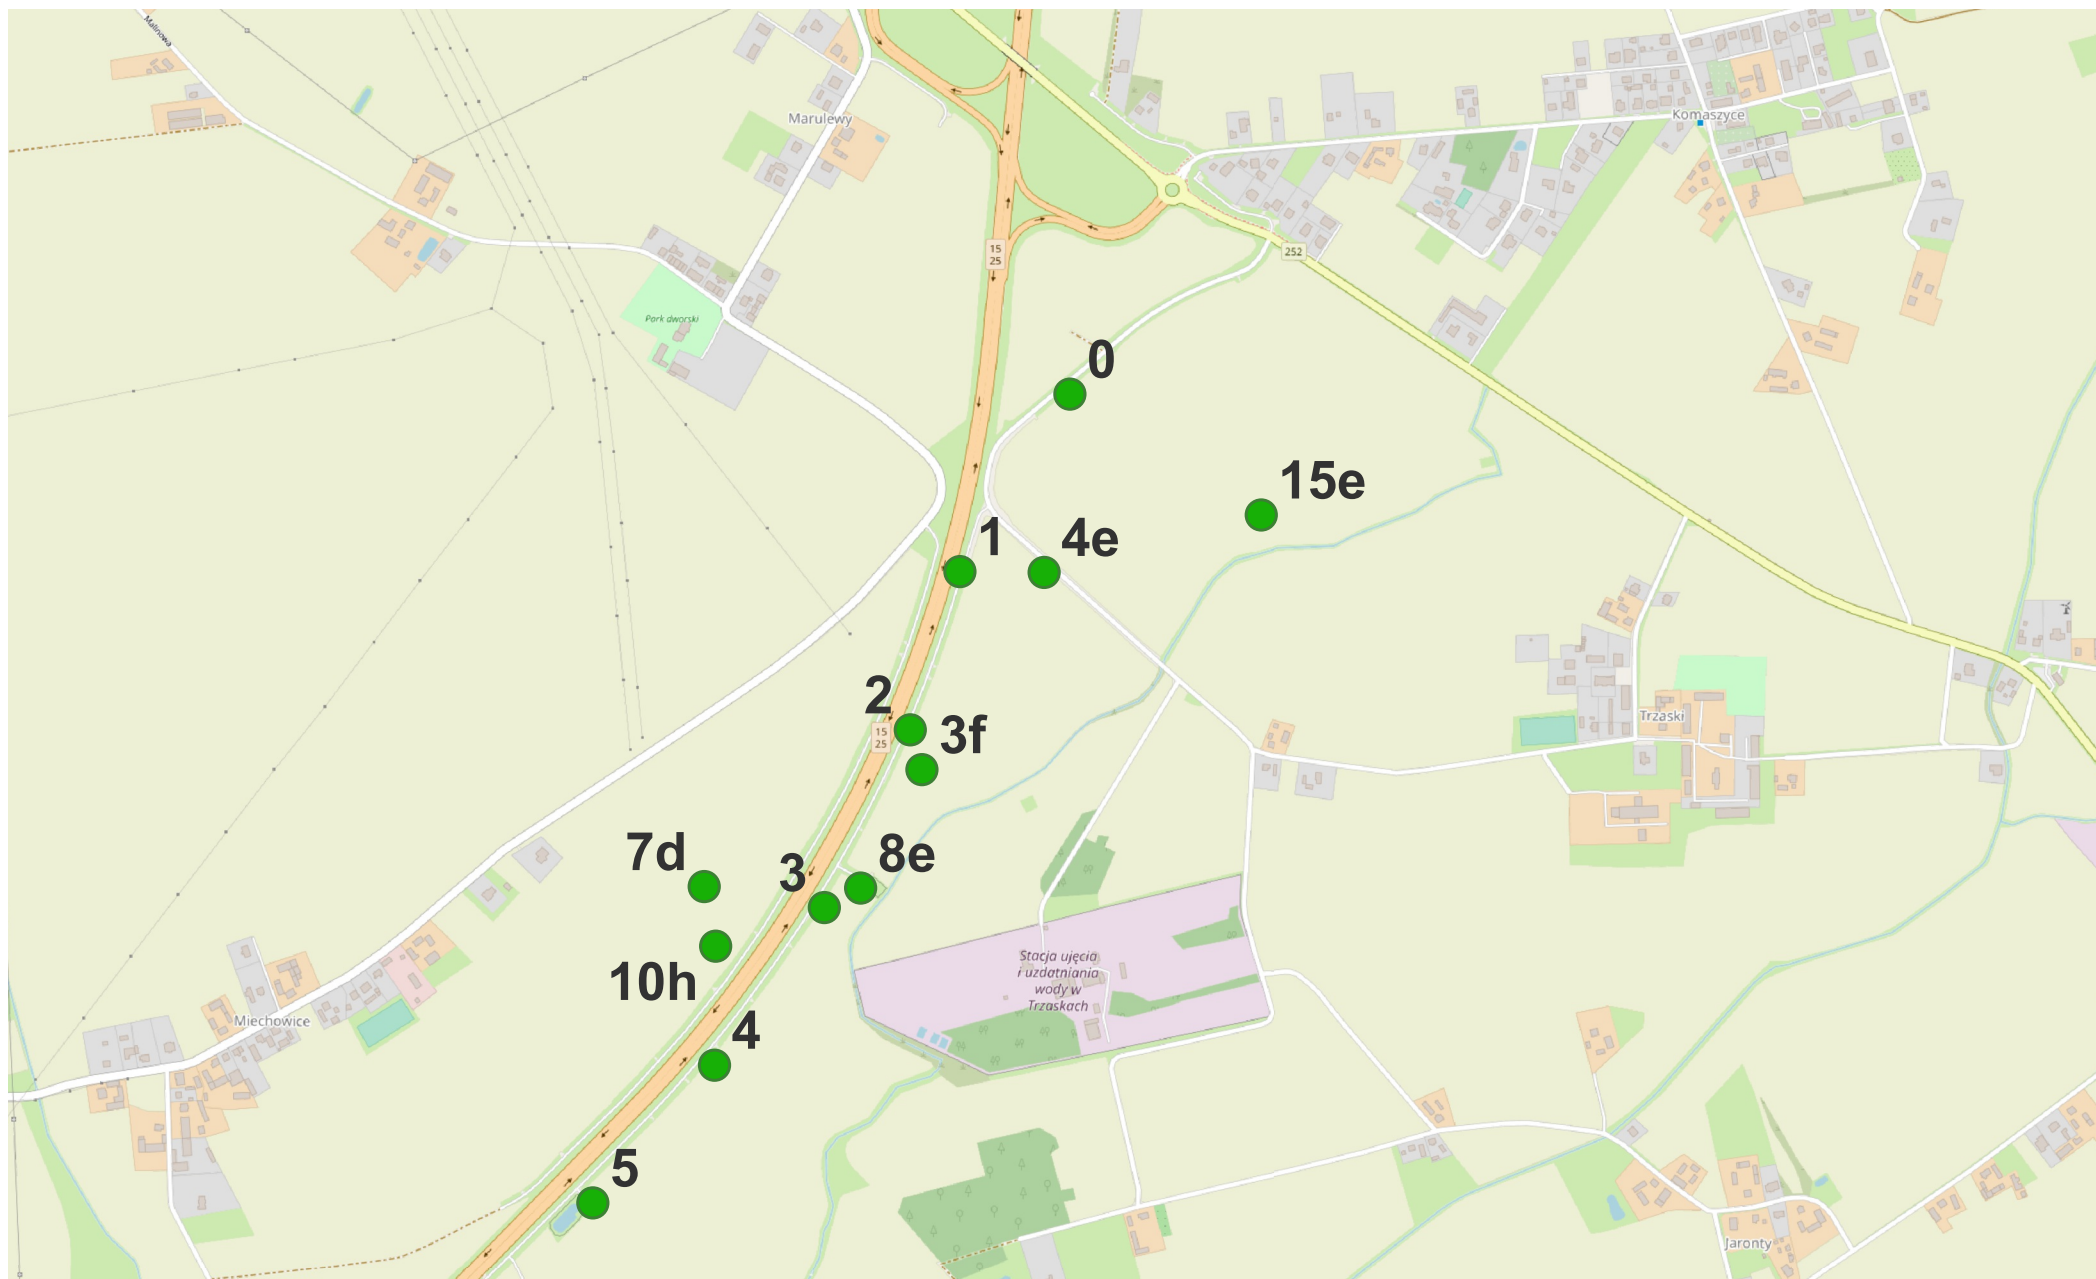 Malinowa
Marulewy
Komaszyce
15
25
252
Park dworski
0
15e
1
4e
2
3f
15
25
Trzaski
7d
3
8e
10h
Stacja ujęcia
i uzdatniania
wody w
Trzaskach
Miechowice
4
5
Jaronty